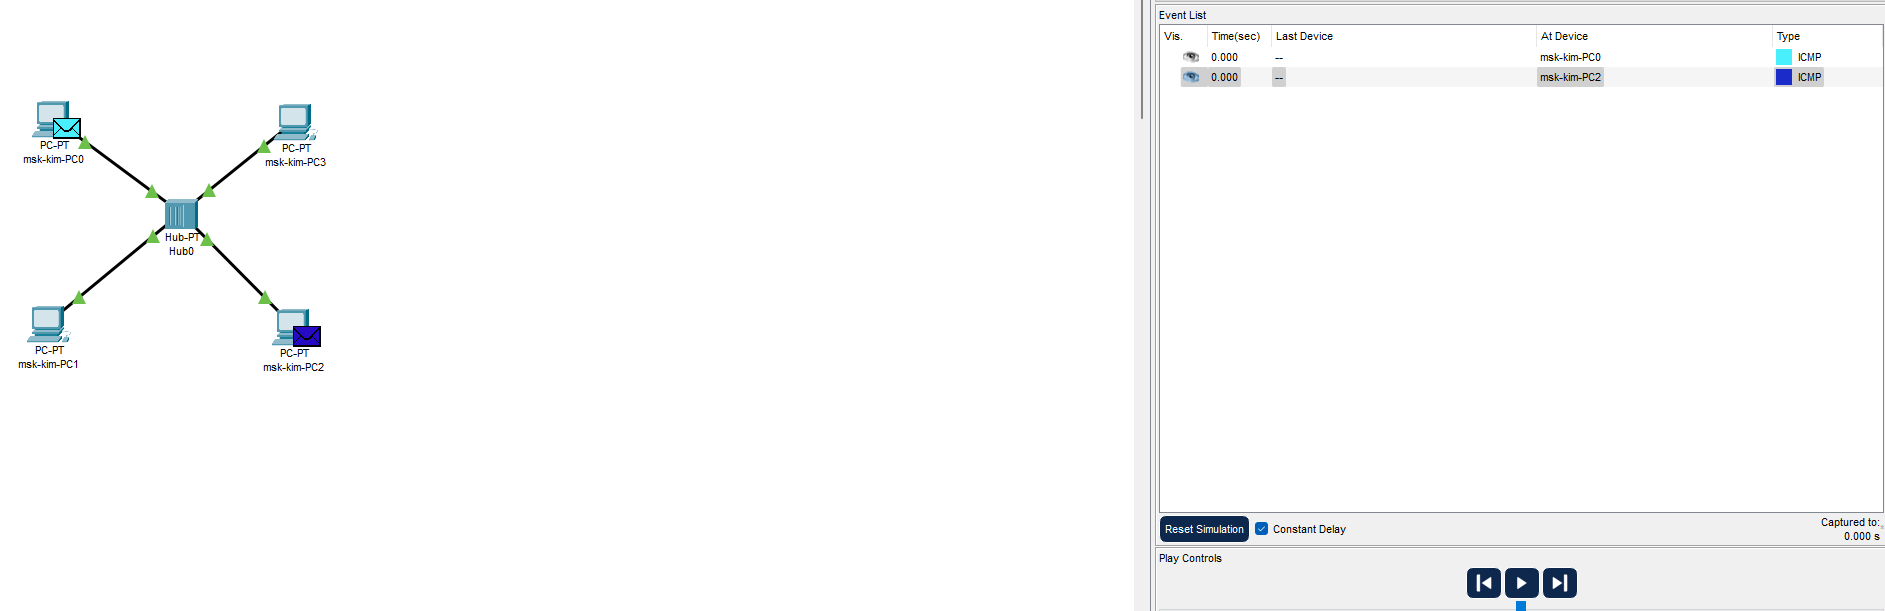 PC-PT
msk-kim-PC0
PC-PT
msk-kim-PC3
Hub-PT
Hub0
PC-PT
msk-kim-PC1
PC-PT
msk-kim-PC2
Event List
Vis. Time(sec) Last Device At Device Type
0.000 -- msk-kim-PC0 ICMP
0.000 -- msk-kim-PC2 ICMP
Reset Simulation Constant Delay Captured to:
0.000 s
Play Controls